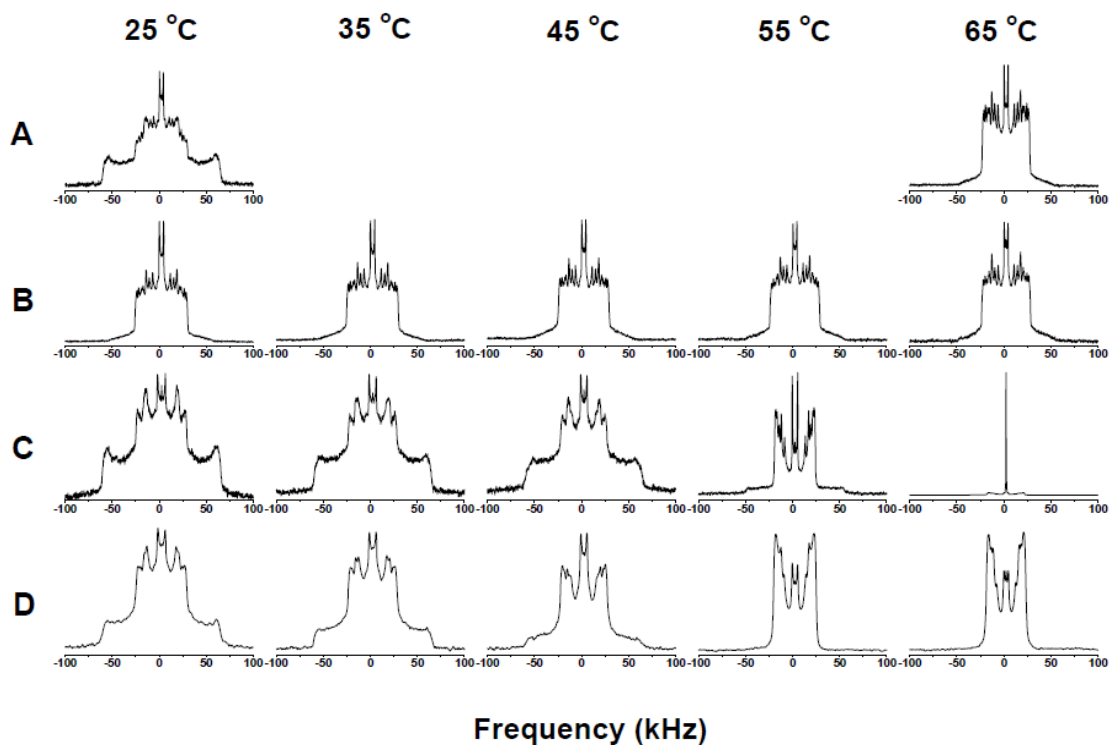 25 °C 35 °C 45 °C 55 °C 65 °C
A
-100 -50 0 50 100 -100 -50 0 50 100
B
-100 -50 0 50 100 -100 -50 0 50 100 -100 -50 0 50 100 -100 -50 0 50 100 -100 -50 0 50 100
C
-100 -50 0 50 100 -100 -50 0 50 100 -100 -50 0 50 100 -100 -50 0 50 100 -100 -50 0 50 100
D
-100 -50 0 50 100 -100 -50 0 50 100 -100 -50 0 50 100 -100 -50 0 50 100 -100 -50 0 50 100
Frequency (kHz)